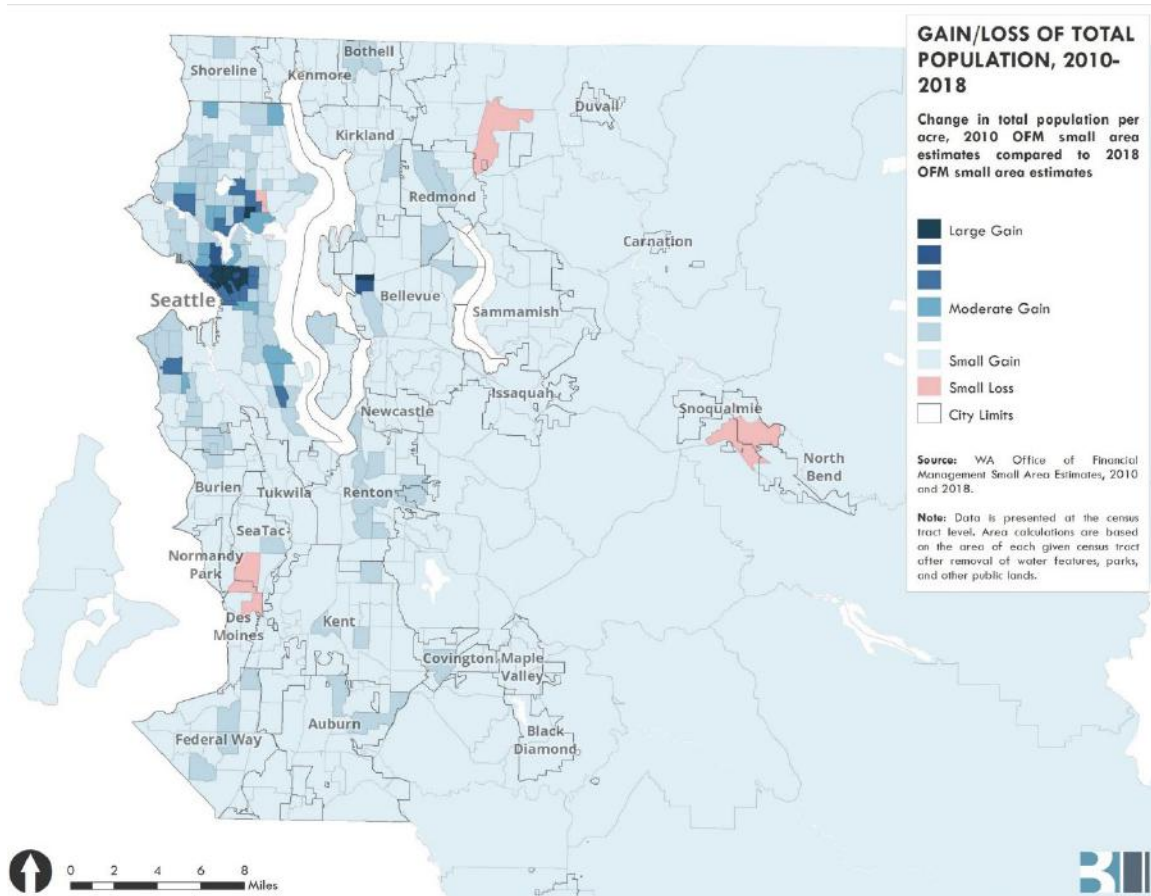 GAIN/LOSS OF TOTAL
POPULATION, 2010-
2018
Change in total population per
acre, 2010 OFM small area
estimates compared to 2018
OFM small area estimates
Large Gain
Moderate Gain
Small Gain
Small Loss
City Limits
Source: WA Office of Financial
Management Small Area Estimates, 2010
and 2018.
Note: Data is presented at the census
tract level. Area calculations are based
on the area of each given census tract
after removal of water features, parks,
and other public lands.
Bothell
Shoreline
Kenmore
Duvall
Kirkland
Redmond
Carnation
Seattle
Bellevue
Sammamish
Issaquah
Newcastle
Snoqualmie
North
Bend
Burien
Tukwila
Renton
SeaTac
Normandy
Park
Des
Moines
Kent
Covington
Maple
Valley
Auburn
Federal Way
Black
Diamond
0 2 4 6 8
Miles
B